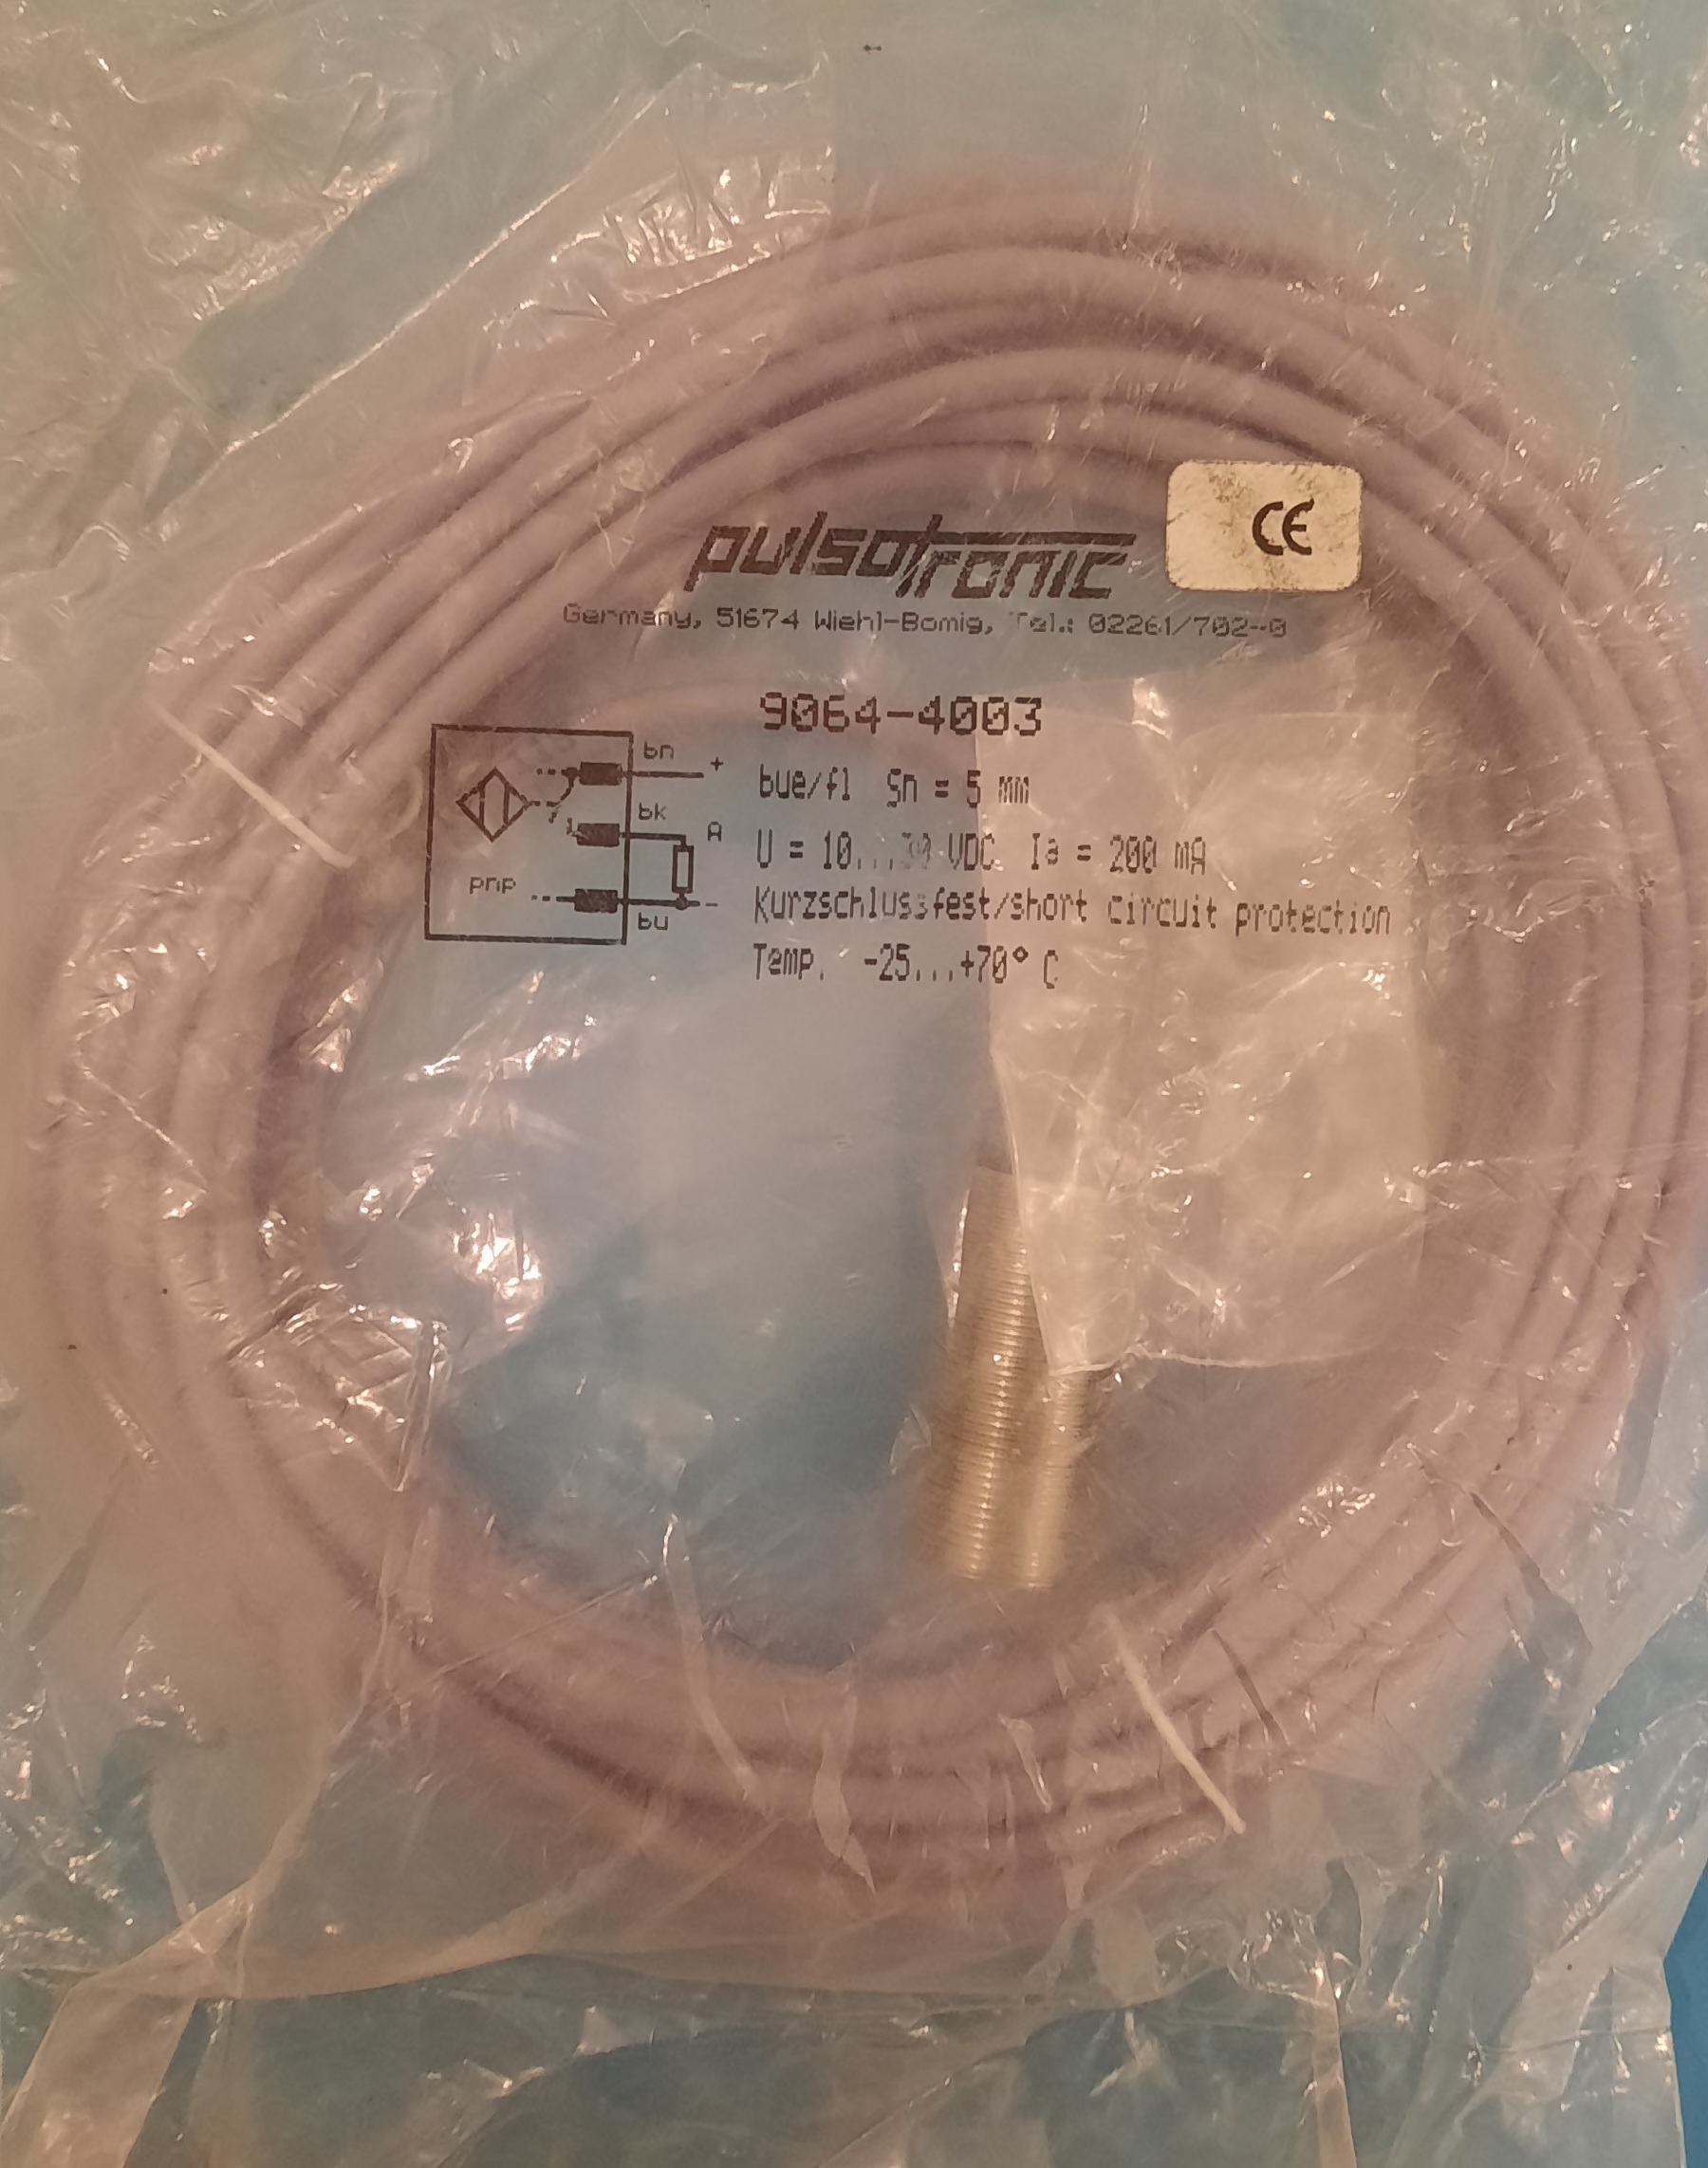 pulsotronic
CE
Germany, 51674 Wiehl-Bomig, Tel.: 02261/702-0
9064-4003
bn
+
bue/fl Sn = 5 mm
bk
A
U = 10...30 VDC Ia = 200 mA
pnp
-
bu
Kurzschlussfest/short circuit protection
Temp. -25...+70° C